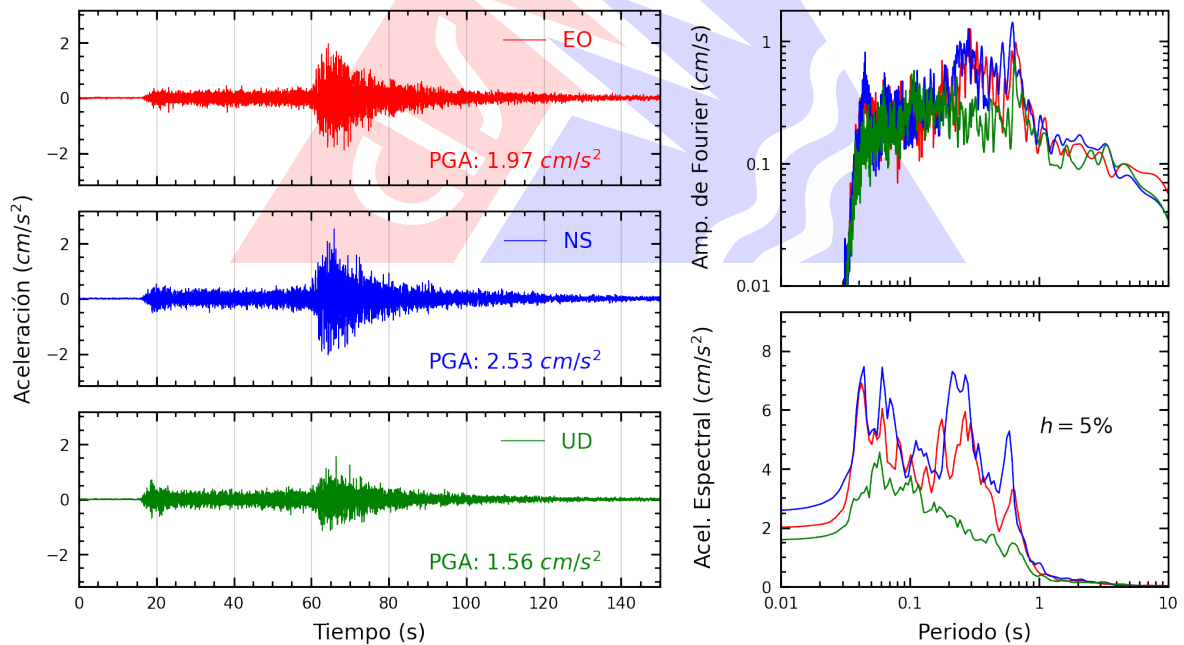 Aceleración (cm/s²)
2
0
−2
EO
PGA: 1.97 cm/s²
2
0
−2
NS
PGA: 2.53 cm/s²
2
0
−2
UD
PGA: 1.56 cm/s²
0 20 40 60 80 100 120 140
Tiempo (s)
Amp. de Fourier (cm/s)
1
0.1
0.01
Acel. Espectral (cm/s²)
8
6
4
2
0
h = 5%
0.01 0.1 1 10
Periodo (s)